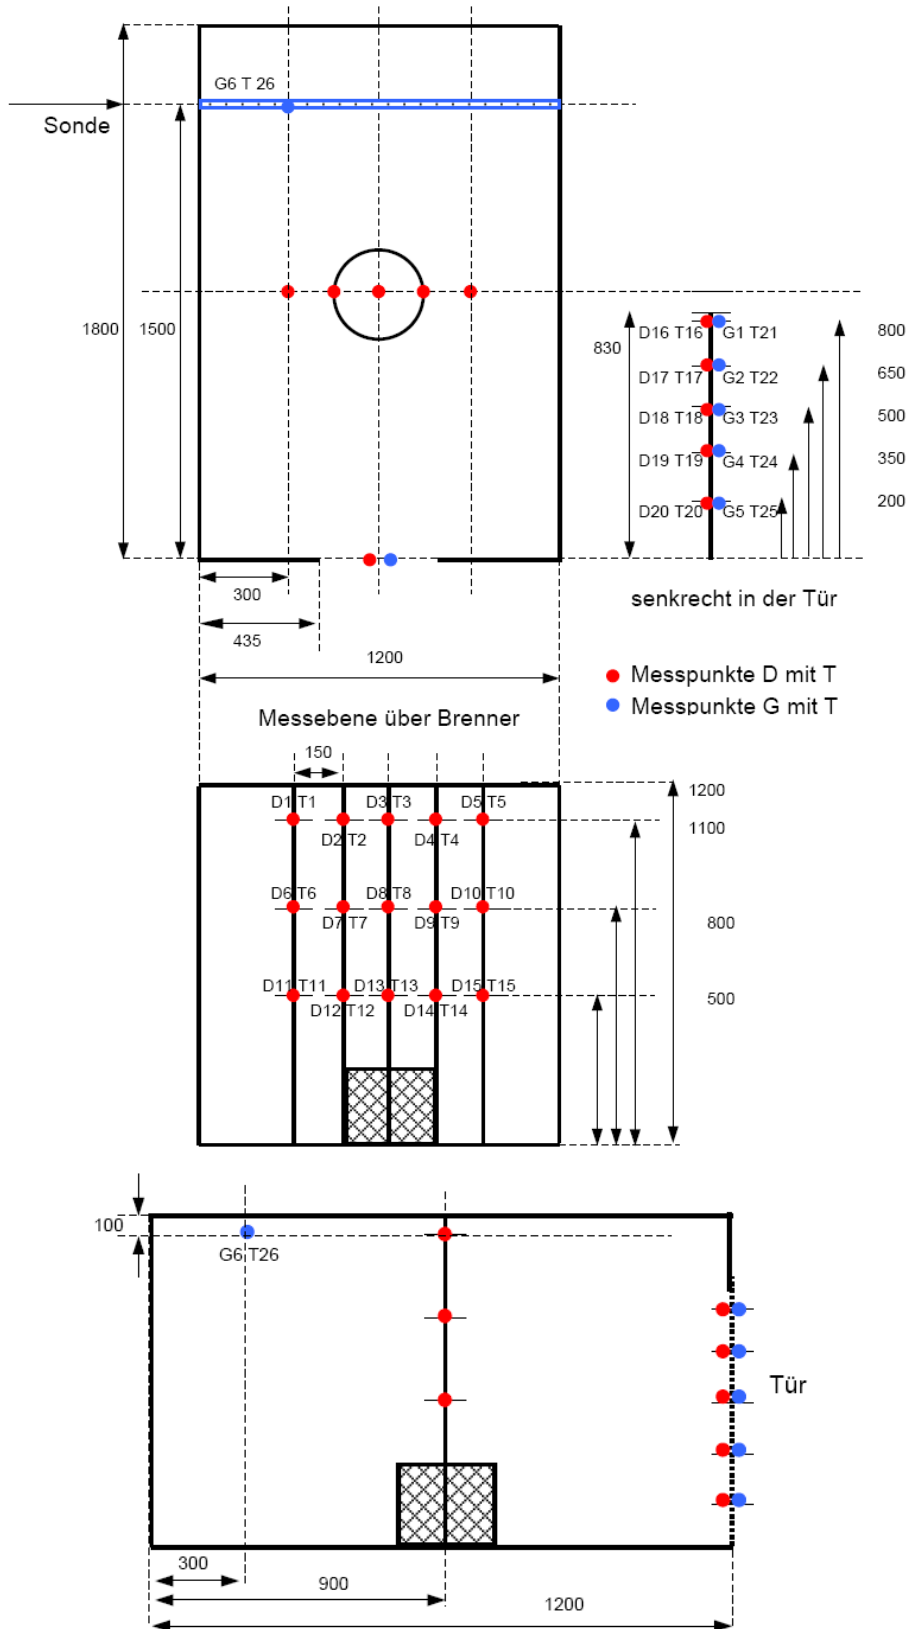 G6 T 26
Sonde
1800
1500
830
D16 T16 G1 T21
800
D17 T17 G2 T22
650
D18 T18 G3 T23
500
D19 T19 G4 T24
350
D20 T20 G5 T25
200
300
senkrecht in der Tür
435
1200
Messpunkte D mit T
Messpunkte G mit T
Messebene über Brenner
150
1200
D1 T1 D3 T3 D5 T5
1100
D2 T2 D4 T4
D6 T6 D8 T8 D10 T10
D7 T7 D9 T9
800
D11 T11 D13 T13 D15 T15
500
D12 T12 D14 T14
100
G6 T26
Tür
300
900
1200